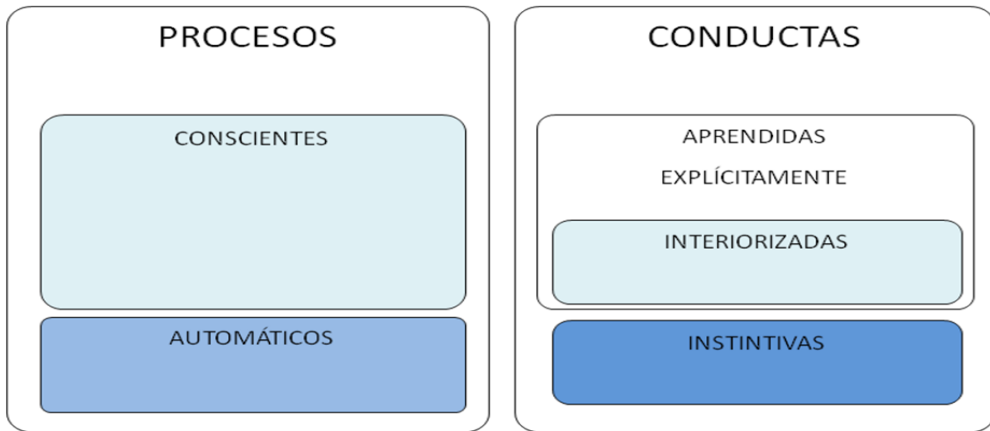 PROCESOS
CONSCIENTES
AUTOMÁTICOS
CONDUCTAS
APRENDIDAS
EXPLÍCITAMENTE
INTERIORIZADAS
INSTINTIVAS